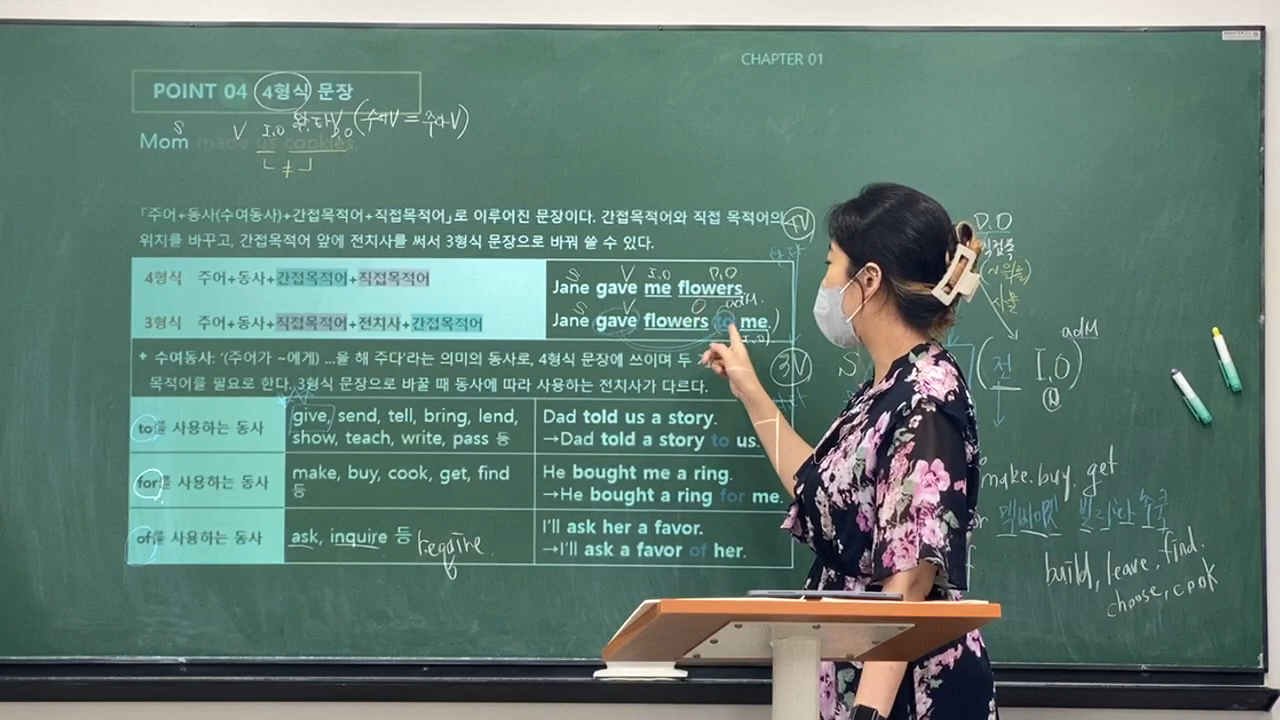 CHAPTER 01
POINT 04 4형식 문장
S V I.O D.O (수여V = 주다V)
Mom made us cookies.
≠
「주어+동사(수여동사)+간접목적어+직접목적어」로 이루어진 문장이다. 간접목적어와 직접 목적어의
위치를 바꾸고, 간접목적어 앞에 전치사를 써서 3형식 문장으로 바꿔 쓸 수 있다.
4형식 주어+동사+간접목적어+직접목적어
S V I.O D.O
Jane gave me flowers.
3형식 주어+동사+직접목적어+전치사+간접목적어
S V O adM.
Jane gave flowers to me.)
+ 수여동사: '(주어가 ~에게) …을 해 주다'라는 의미의 동사로, 4형식 문장에 쓰이며 두
목적어를 필요로 한다. 3형식 문장으로 바꿀 때 동사에 따라 사용하는 전치사가 다르다.
to를 사용하는 동사
give, send, tell, bring, lend,
show, teach, write, pass 등
Dad told us a story.
→Dad told a story to us.
for를 사용하는 동사
make, buy, cook, get, find
등
He bought me a ring.
→He bought a ring for me.
of를 사용하는 동사
ask, inquire 등 require.
I'll ask her a favor.
→I'll ask a favor of her.
4V
D.O
사물
3V S (전 I.O) adM
N
make. buy. get
build, leave, find.
choose, cook